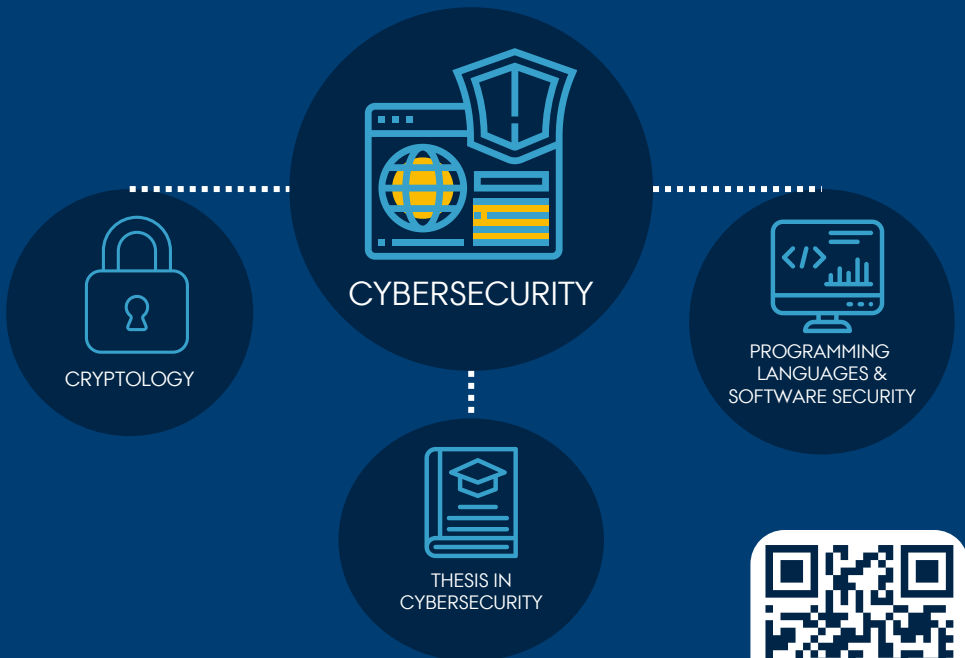 CYBERSECURITY
CRYPTOLOGY
PROGRAMMING
LANGUAGES &
SOFTWARE SECURITY
THESIS IN
CYBERSECURITY